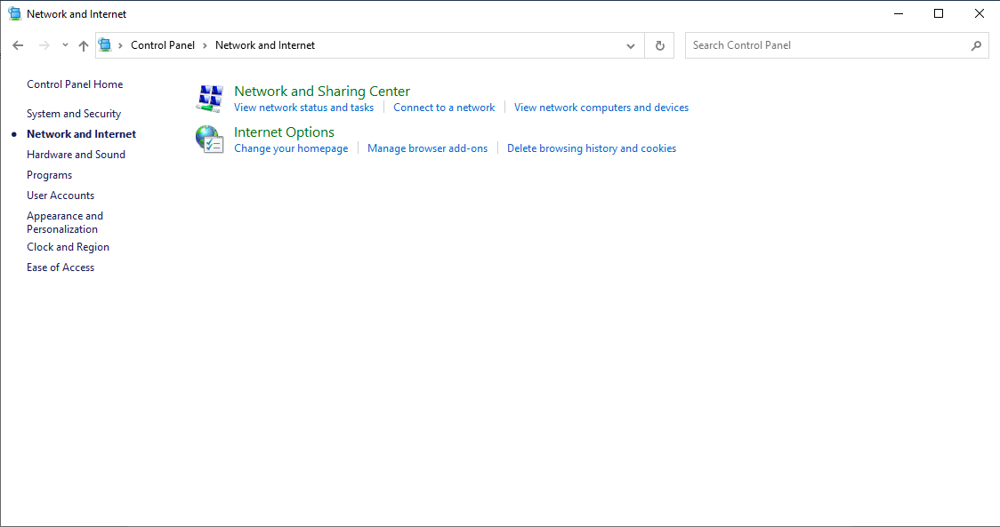 Network and Internet
Control Panel > Network and Internet
Search Control Panel
Control Panel Home
System and Security
Network and Internet
Hardware and Sound
Programs
User Accounts
Appearance and
Personalization
Clock and Region
Ease of Access
Network and Sharing Center
View network status and tasks | Connect to a network | View network computers and devices
Internet Options
Change your homepage | Manage browser add-ons | Delete browsing history and cookies